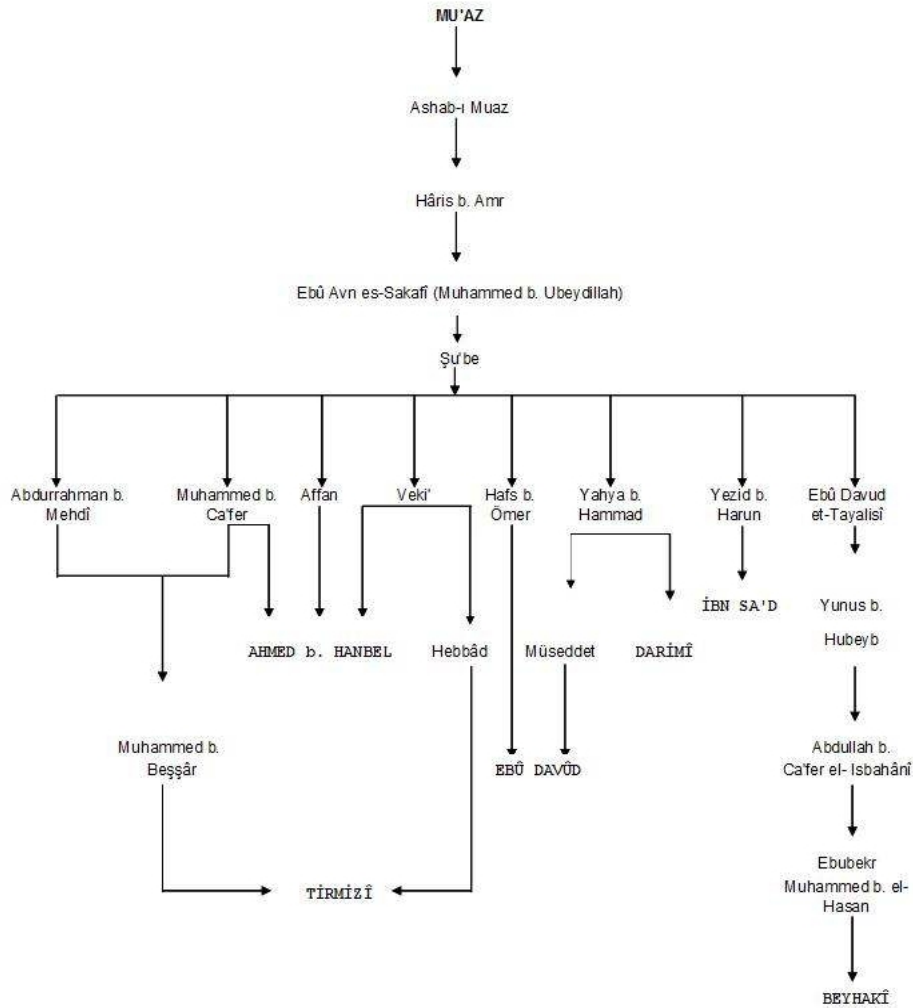 MU'AZ
Ashab-ı Muaz
Hâris b. Amr
Ebû Avn es-Sakafî (Muhammed b. Ubeydillah)
Şu'be
Abdurrahman b.
Mehdî
Muhammed b.
Ca'fer
Affan
Veki'
Hafs b.
Ömer
Yahya b.
Hammad
Yezid b.
Harun
Ebû Davud
et-Tayalisî
İBN SA'D
Yunus b.
Hubeyb
AHMED b. HANBEL
Hebbâd
Müseddet
DARİMÎ
Muhammed b.
Beşşâr
EBÛ DAVÛD
Abdullah b.
Ca'fer el- Isbahânî
TİRMİZÎ
Ebubekr
Muhammed b. el-
Hasan
BEYHAKÎ